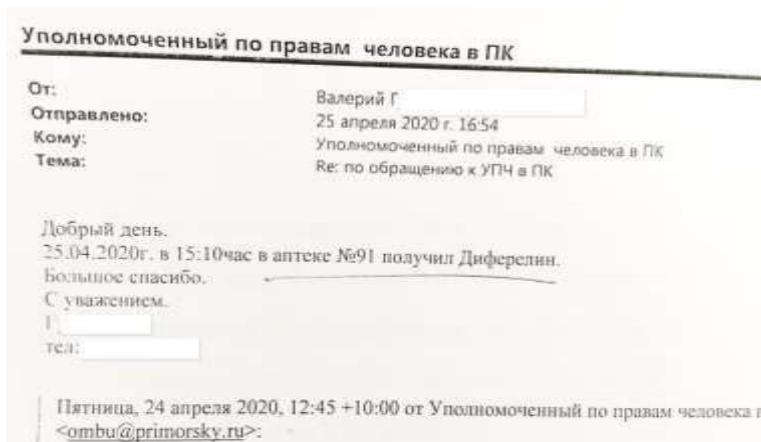 Уполномоченный по правам человека в ПК
От: Валерий Г
Отправлено: 25 апреля 2020 г. 16:54
Кому: Уполномоченный по правам человека в ПК
Тема: Re: по обращению к УПЧ в ПК
Добрый день.
25.04.2020г. в 15:10час в аптеке №91 получил Диферелин.
Большое спасибо.
С уважением.
Г
тел:
Пятница, 24 апреля 2020, 12:45 +10:00 от Уполномоченный по правам человека
<ombu@primorsky.ru>: